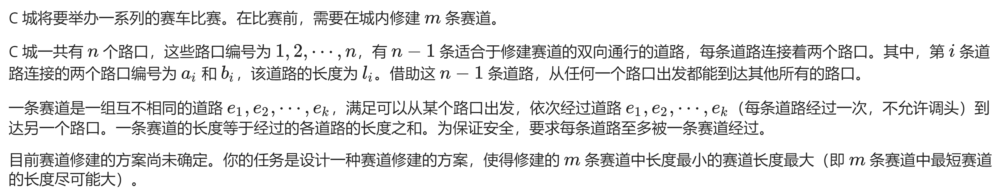 C 城将要举办一系列的赛车比赛。在比赛前，需要在城内修建 m 条赛道。
C 城一共有 n 个路口，这些路口编号为 1,2,⋯,n，有 n − 1 条适合于修建赛道的双向通行的道路，每条道路连接着两个路口。其中，第 i 条道
路连接的两个路口编号为 a_i 和 b_i，该道路的长度为 l_i。借助这 n − 1 条道路，从任何一个路口出发都能到达其他所有的路口。
一条赛道是一组互不相同的道路 e_1,e_2,⋯,e_k，满足可以从某个路口出发，依次经过道路 e_1,e_2,⋯,e_k（每条道路经过一次，不允许调头）到
达另一个路口。一条赛道的长度等于经过的各道路的长度之和。为保证安全，要求每条道路至多被一条赛道经过。
目前赛道修建的方案尚未确定。你的任务是设计一种赛道修建的方案，使得修建的 m 条赛道中长度最小的赛道长度最大（即 m 条赛道中最短赛道
的长度尽可能大）。